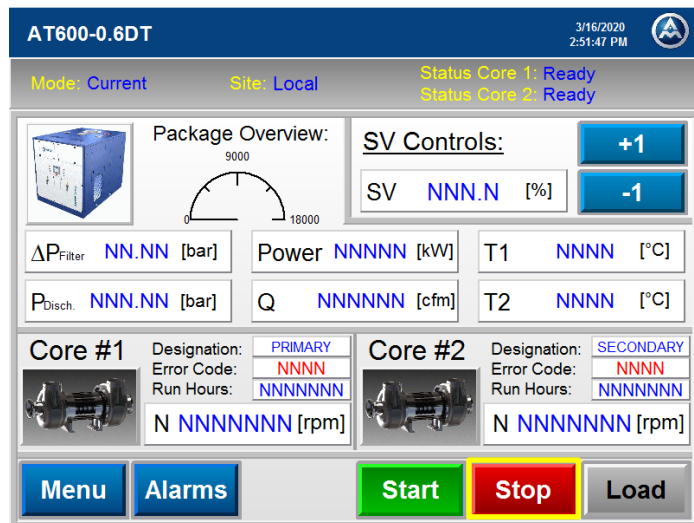 AT600-0.6DT
3/16/2020
2:51:47 PM
Mode: Current
Site: Local
Status Core 1: Ready
Status Core 2: Ready
Package Overview:
9000
0
18000
SV Controls:
+1
SV NNN.N [%]
-1
ΔPFilter NN.NN [bar]
Power NNNNN [kW]
T1 NNNN [°C]
PDisch. NNN.NN [bar]
Q NNNNNN [cfm]
T2 NNNN [°C]
Core #1
Designation: PRIMARY
Error Code: NNNN
Run Hours: NNNNNNN
N NNNNNNN [rpm]
Core #2
Designation: SECONDARY
Error Code: NNNN
Run Hours: NNNNNNN
N NNNNNNN [rpm]
Menu
Alarms
Start
Stop
Load